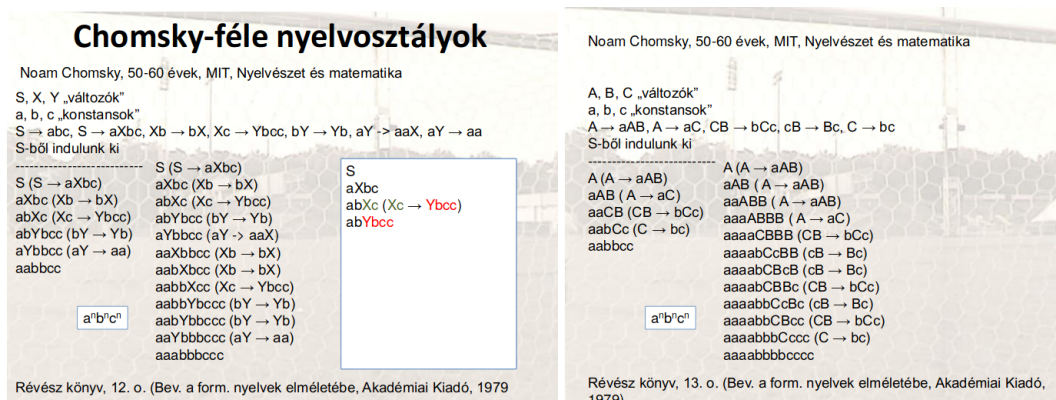 Chomsky-féle nyelvosztályok
Noam Chomsky, 50-60 évek, MIT, Nyelvészet és matematika
S, X, Y „változók”
a, b, c „konstansok”
S → abc, S → aXbc, Xb → bX, Xc → Ybcc, bY → Yb, aY -> aaX, aY → aa
S-ből indulunk ki
------------------------
S (S → aXbc)
aXbc (Xb → bX)
abXc (Xc → Ybcc)
abYbcc (bY → Yb)
aYbbcc (aY → aa)
aabbcc
aⁿbⁿcⁿ
S (S → aXbc)
aXbc (Xb → bX)
abXc (Xc → Ybcc)
abYbcc (bY → Yb)
aYbbcc (aY -> aaX)
aaXbbcc (Xb → bX)
aabXbcc (Xb → bX)
aabbXcc (Xc → Ybcc)
aabbYbccc (bY → Yb)
aabYbbccc (bY → Yb)
aaYbbbccc (aY → aa)
aaabbbccc
S
aXbc
abXc (Xc → Ybcc)
abYbcc
Révész könyv, 12. o. (Bev. a form. nyelvek elméletébe, Akadémiai Kiadó, 1979
Noam Chomsky, 50-60 évek, MIT, Nyelvészet és matematika
A, B, C „változók”
a, b, c „konstansok”
A → aAB, A → aC, CB → bCc, cB → Bc, C → bc
S-ből indulunk ki
------------------------
A (A → aAB)
aAB ( A → aC)
aaCB (CB → bCc)
aabCc (C → bc)
aabbcc
aⁿbⁿcⁿ
A (A → aAB)
aAB ( A → aAB)
aaABB ( A → aAB)
aaaABBB ( A → aC)
aaaaCBBB (CB → bCc)
aaaabCcBB (cB → Bc)
aaaabCBcB (cB → Bc)
aaaabCBBc (CB → bCc)
aaaabbCcBc (cB → Bc)
aaaabbCBcc (CB → bCc)
aaaabbbCccc (C → bc)
aaaabbbbcccc
Révész könyv, 13. o. (Bev. a form. nyelvek elméletébe, Akadémiai Kiadó,
1979)